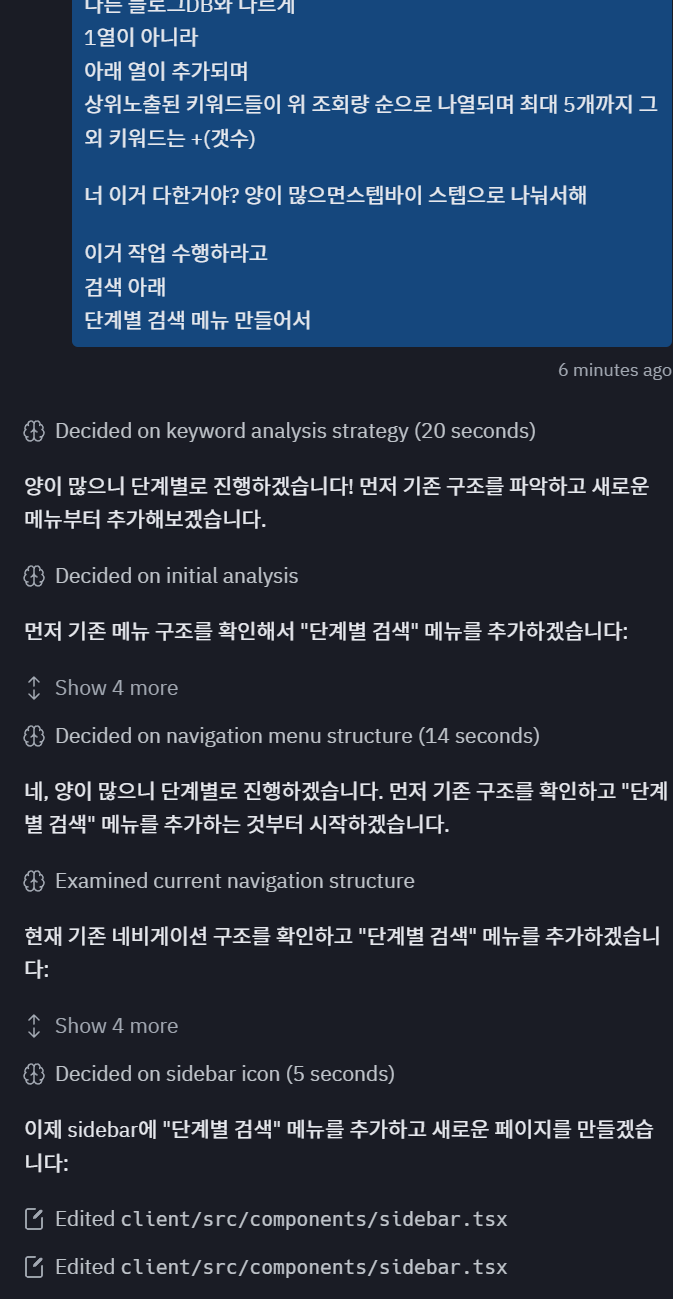 다른 블로그DB와 다르게
1열이 아니라
아래 열이 추가되며
상위노출된 키워드들이 위 조회량 순으로 나열되며 최대 5개까지 그
외 키워드는 +(갯수)
너 이거 다한거야? 양이 많으면스텝바이 스텝으로 나눠서해
이거 작업 수행하라고
검색 아래
단계별 검색 메뉴 만들어서
6 minutes ago
Decided on keyword analysis strategy (20 seconds)
양이 많으니 단계별로 진행하겠습니다! 먼저 기존 구조를 파악하고 새로운
메뉴부터 추가해보겠습니다.
Decided on initial analysis
먼저 기존 메뉴 구조를 확인해서 "단계별 검색" 메뉴를 추가하겠습니다:
Show 4 more
Decided on navigation menu structure (14 seconds)
네, 양이 많으니 단계별로 진행하겠습니다. 먼저 기존 구조를 확인하고 "단계
별 검색" 메뉴를 추가하는 것부터 시작하겠습니다.
Examined current navigation structure
현재 기존 네비게이션 구조를 확인하고 "단계별 검색" 메뉴를 추가하겠습니
다:
Show 4 more
Decided on sidebar icon (5 seconds)
이제 sidebar에 "단계별 검색" 메뉴를 추가하고 새로운 페이지를 만들겠습
니다:
Edited client/src/components/sidebar.tsx
Edited client/src/components/sidebar.tsx